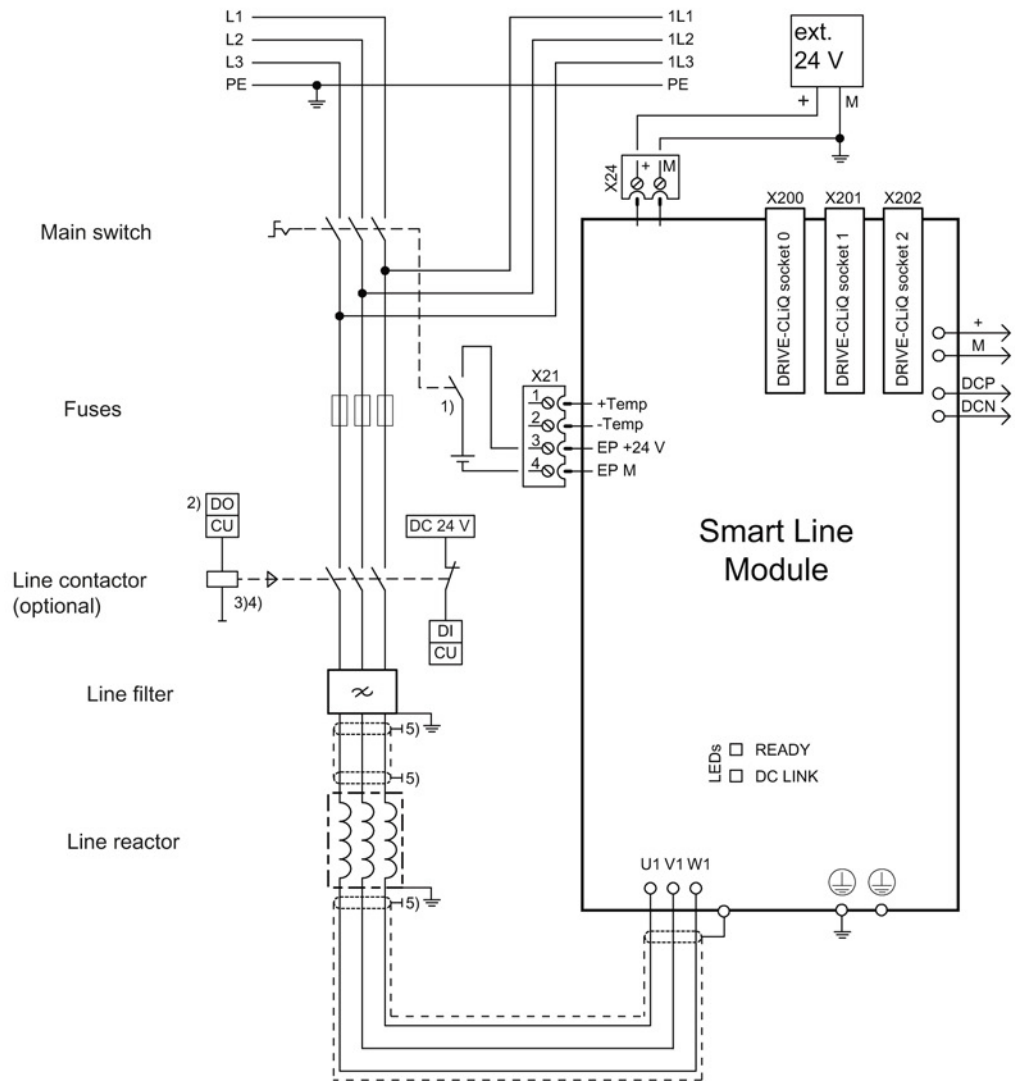 L1
L2
L3
PE
1L1
1L2
1L3
PE
ext.
24 V
+
M
X24
+
M
X200
X201
X202
DRIVE-CLiQ socket 0
DRIVE-CLiQ socket 1
DRIVE-CLiQ socket 2
+
M
DCP
DCN
Main switch
1)
X21
1
2
3
4
+Temp
-Temp
EP +24 V
EP M
Fuses
2)
DO
CU
DC 24 V
Smart Line
Module
Line contactor
(optional)
3)4)
DI
CU
Line filter
5)
5)
LEDs
READY
DC LINK
Line reactor
5)
U1 V1 W1